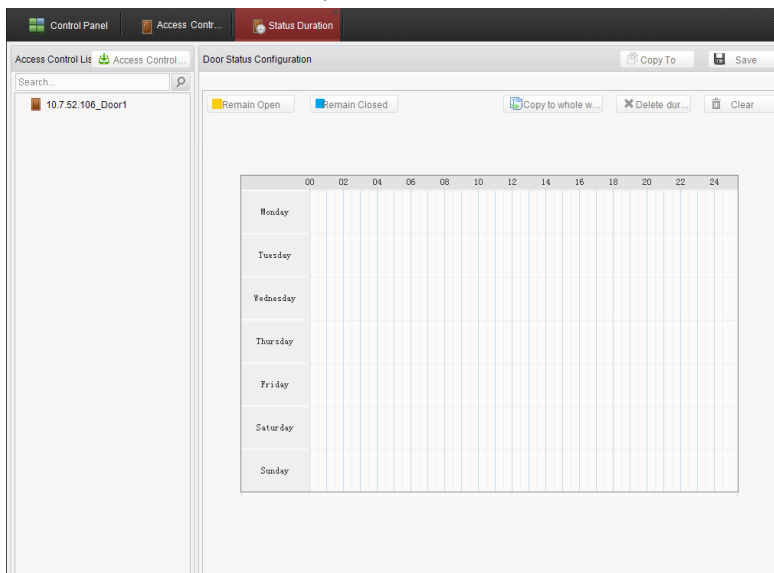 Control Panel Access Contr... Status Duration
Access Control Lis Access Control... Door Status Configuration Copy To Save
Search...
10.7.52.106_Door1
Remain Open Remain Closed Copy to whole w... Delete dur... Clear
00 02 04 06 08 10 12 14 16 18 20 22 24
Monday
Tuesday
Wednesday
Thursday
Friday
Saturday
Sunday